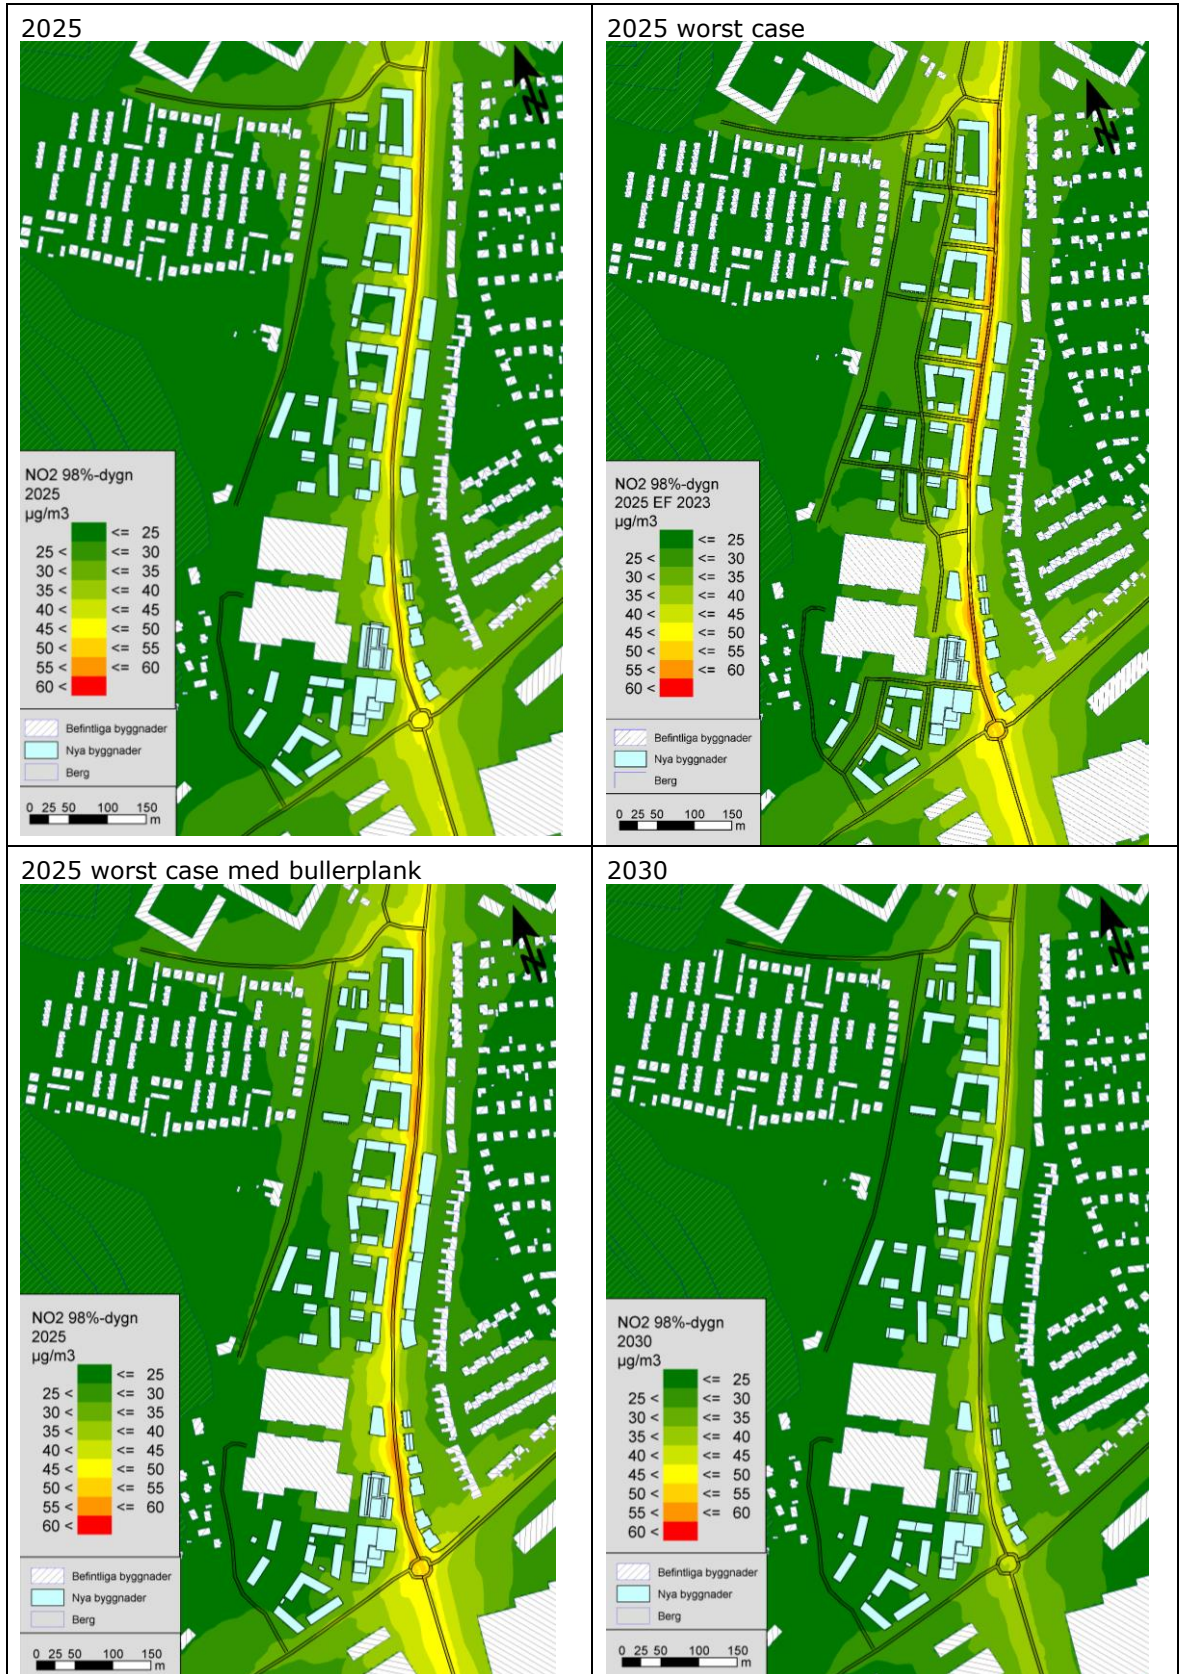 2025
NO2 98%-dygn
2025
µg/m3
<= 25
25 < <= 30
30 < <= 35
35 < <= 40
40 < <= 45
45 < <= 50
50 < <= 55
55 < <= 60
60 <
Befintliga byggnader
Nya byggnader
Berg
0 25 50 100 150
m
N
2025 worst case
NO2 98%-dygn
2025 EF 2023
µg/m3
<= 25
25 < <= 30
30 < <= 35
35 < <= 40
40 < <= 45
45 < <= 50
50 < <= 55
55 < <= 60
60 <
Befintliga byggnader
Nya byggnader
Berg
0 25 50 100 150
m
N
2025 worst case med bullerplank
NO2 98%-dygn
2025
µg/m3
<= 25
25 < <= 30
30 < <= 35
35 < <= 40
40 < <= 45
45 < <= 50
50 < <= 55
55 < <= 60
60 <
Befintliga byggnader
Nya byggnader
Berg
0 25 50 100 150
m
N
2030
NO2 98%-dygn
2030
µg/m3
<= 25
25 < <= 30
30 < <= 35
35 < <= 40
40 < <= 45
45 < <= 50
50 < <= 55
55 < <= 60
60 <
Befintliga byggnader
Nya byggnader
Berg
0 25 50 100 150
m
N